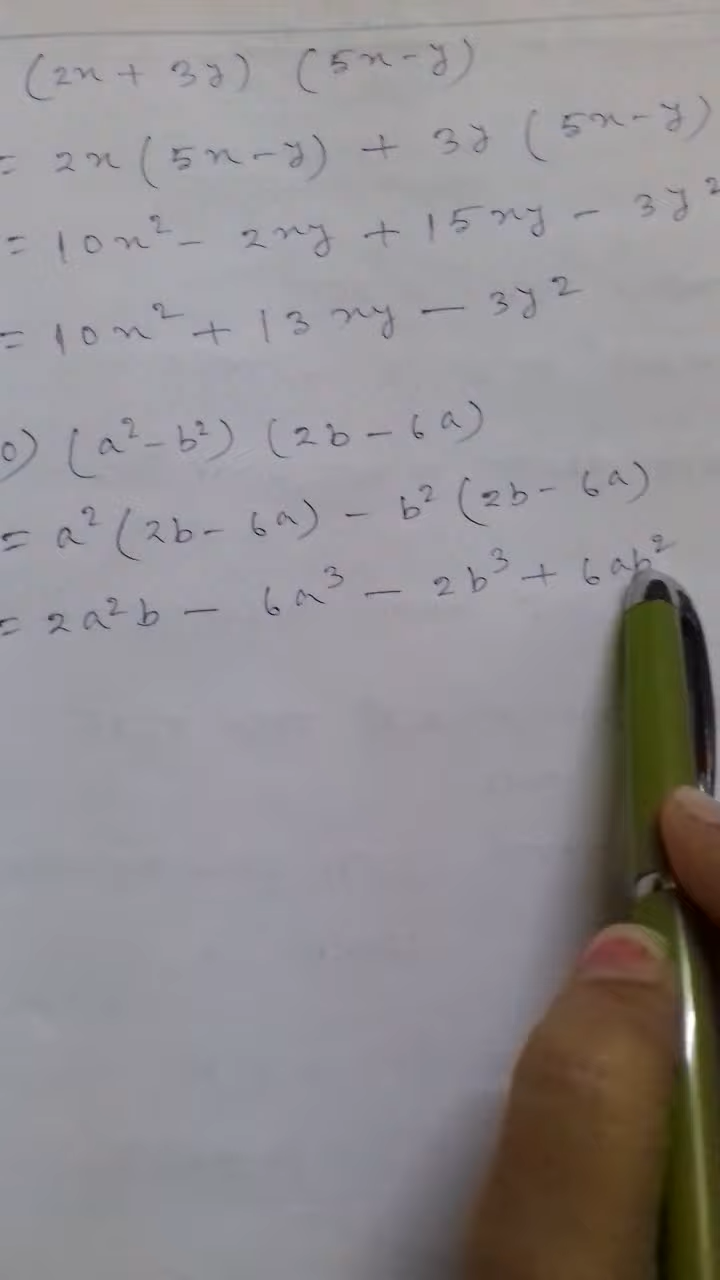 (2x + 3y) (5x - y)
= 2x (5x - y) + 3y (5x - y)
= 10x² - 2xy + 15xy - 3y²
= 10x² + 13xy - 3y²
0) (a² - b²) (2b - 6a)
= a² (2b - 6a) - b² (2b - 6a)
= 2a²b - 6a³ - 2b³ + 6ab²